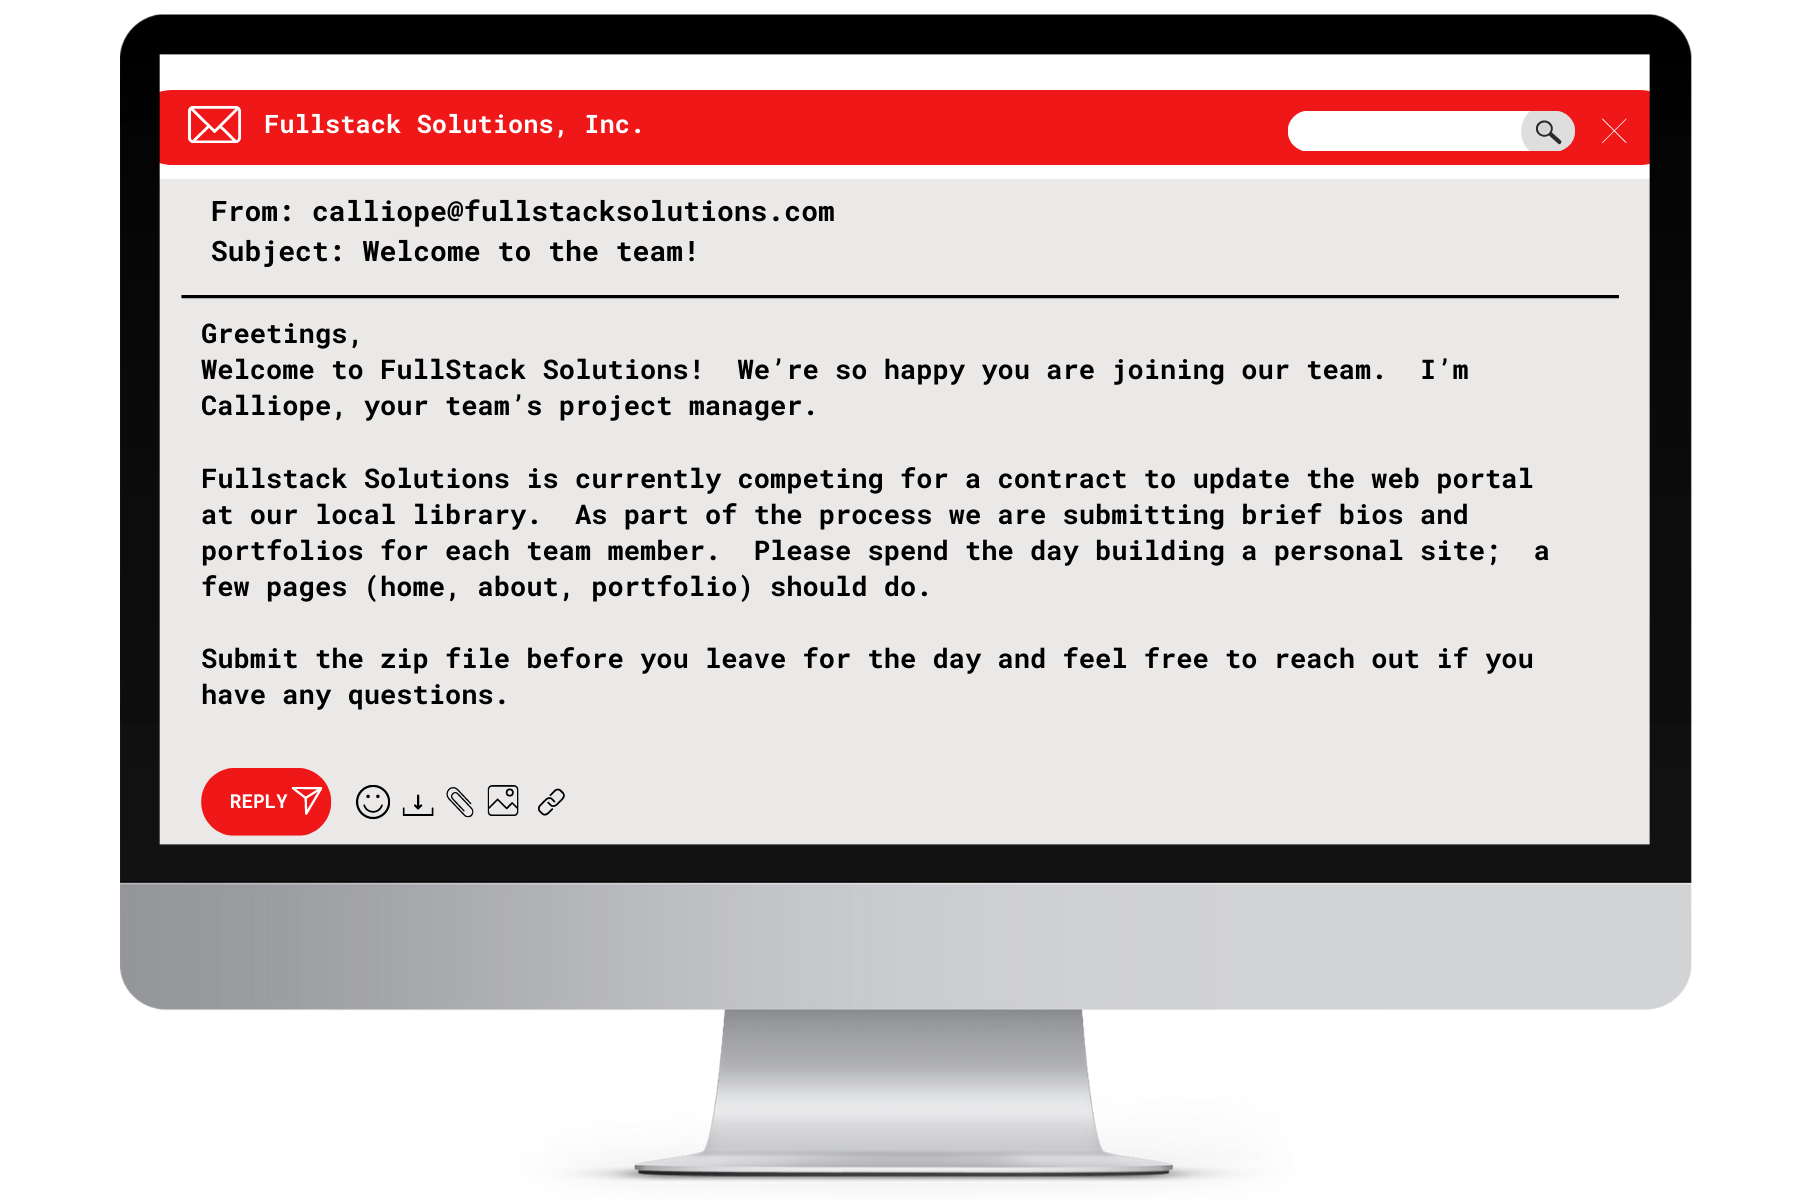 Fullstack Solutions, Inc.
From: calliope@fullstacksolutions.com
Subject: Welcome to the team!
Greetings,
Welcome to FullStack Solutions!  We’re so happy you are joining our team.  I’m
Calliope, your team’s project manager.
Fullstack Solutions is currently competing for a contract to update the web portal
at our local library.  As part of the process we are submitting brief bios and
portfolios for each team member.  Please spend the day building a personal site;  a
few pages (home, about, portfolio) should do.
Submit the zip file before you leave for the day and feel free to reach out if you
have any questions.
REPLY